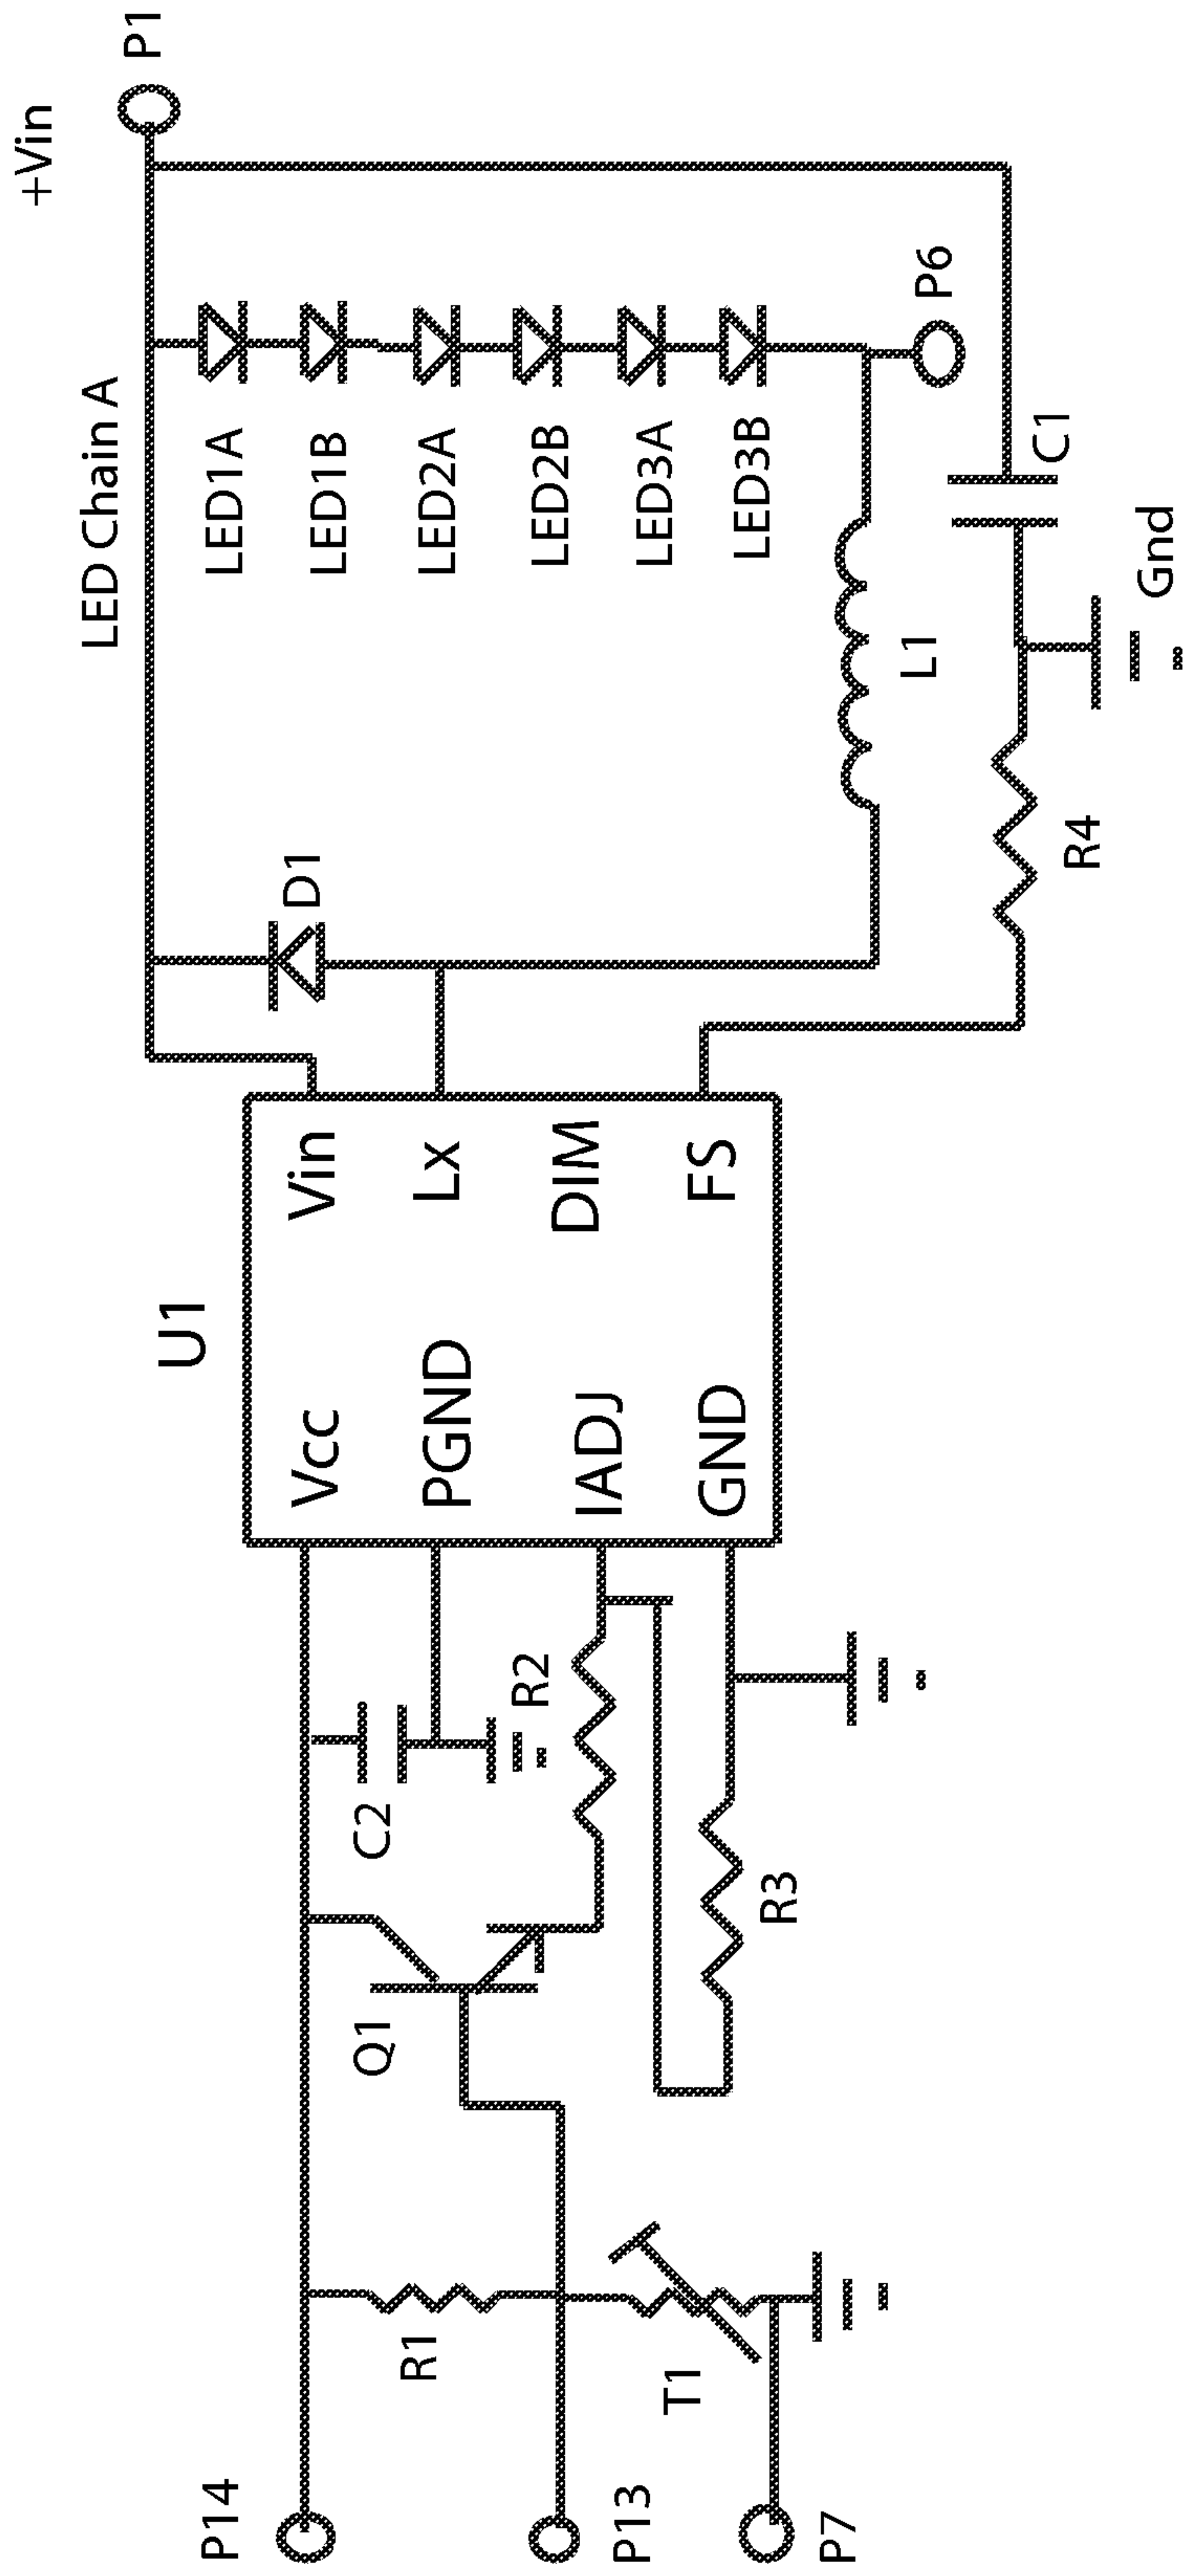 +Vin
P1
LED Chain A
LED1A
LED1B
LED2A
LED2B
LED3A
LED3B
P6
D1
L1
C1
R4
Gnd
U1
Vcc
Vin
PGND
Lx
IADJ
DIM
GND
FS
C2
R2
Q1
R3
R1
T1
P14
P13
P7